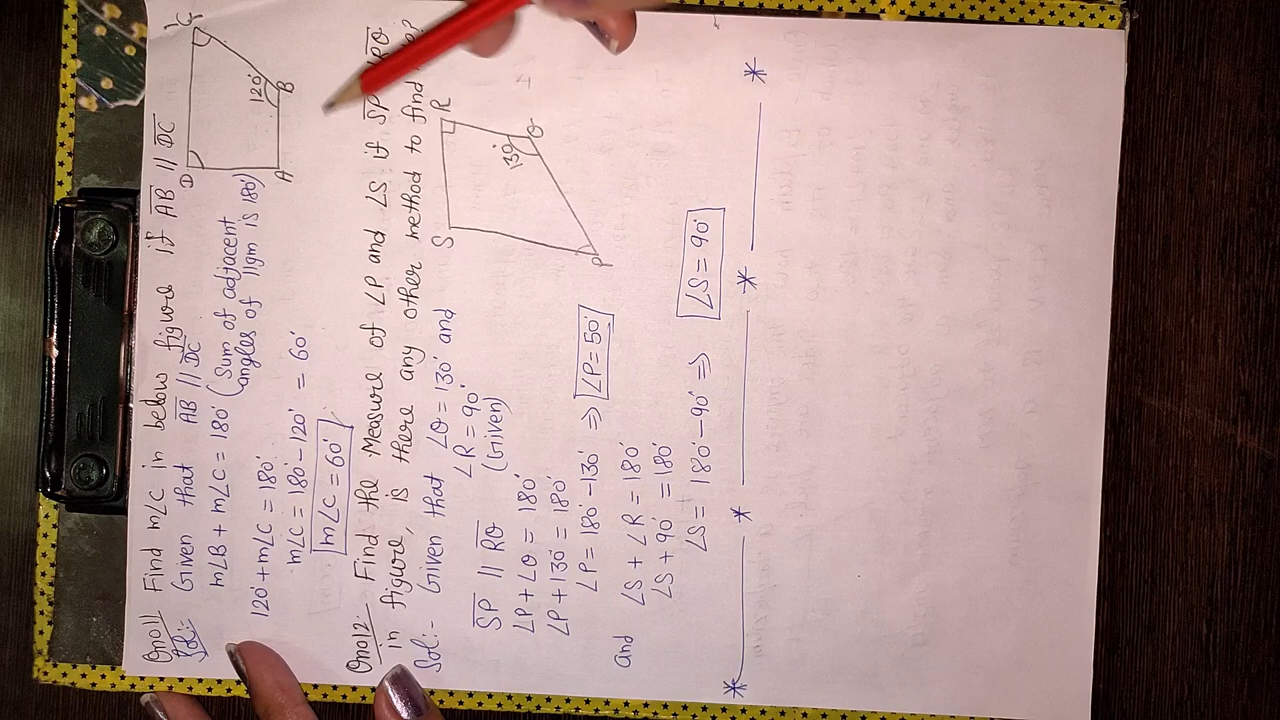 Qno11 Find m∠C in below figure if AB || DC
Sol:- Given that AB || DC
m∠B + m∠C = 180° (Sum of adjacent
angles of ||gm is 180°)
120° + m∠C = 180°
m∠C = 180° - 120° = 60°
m∠C = 60°
D
C
120°
B
A
Qno12 Find the Measure of ∠P and ∠S if SP RQ
in figure, is there any other method to find
Sol:- Given that ∠Q = 130° and
∠R = 90°
(Given)
SP || RQ
∠P + ∠Q = 180°
∠P + 130° = 180°
∠P = 180° - 130° ⇒ ∠P = 50°
and ∠S + ∠R = 180°
∠S + 90° = 180°
∠S = 180° - 90° ⇒ ∠S = 90°
S
R
130°
Q
P